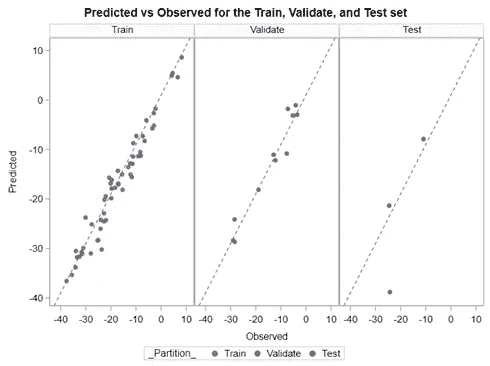 Predicted vs Observed for the Train, Validate, and Test set
Train Validate Test
10
0
-10
-20
-30
-40
Predicted
-40 -30 -20 -10 0 10 -40 -30 -20 -10 0 10 -40 -30 -20 -10 0 10
Observed
_Partition_ Train Validate Test